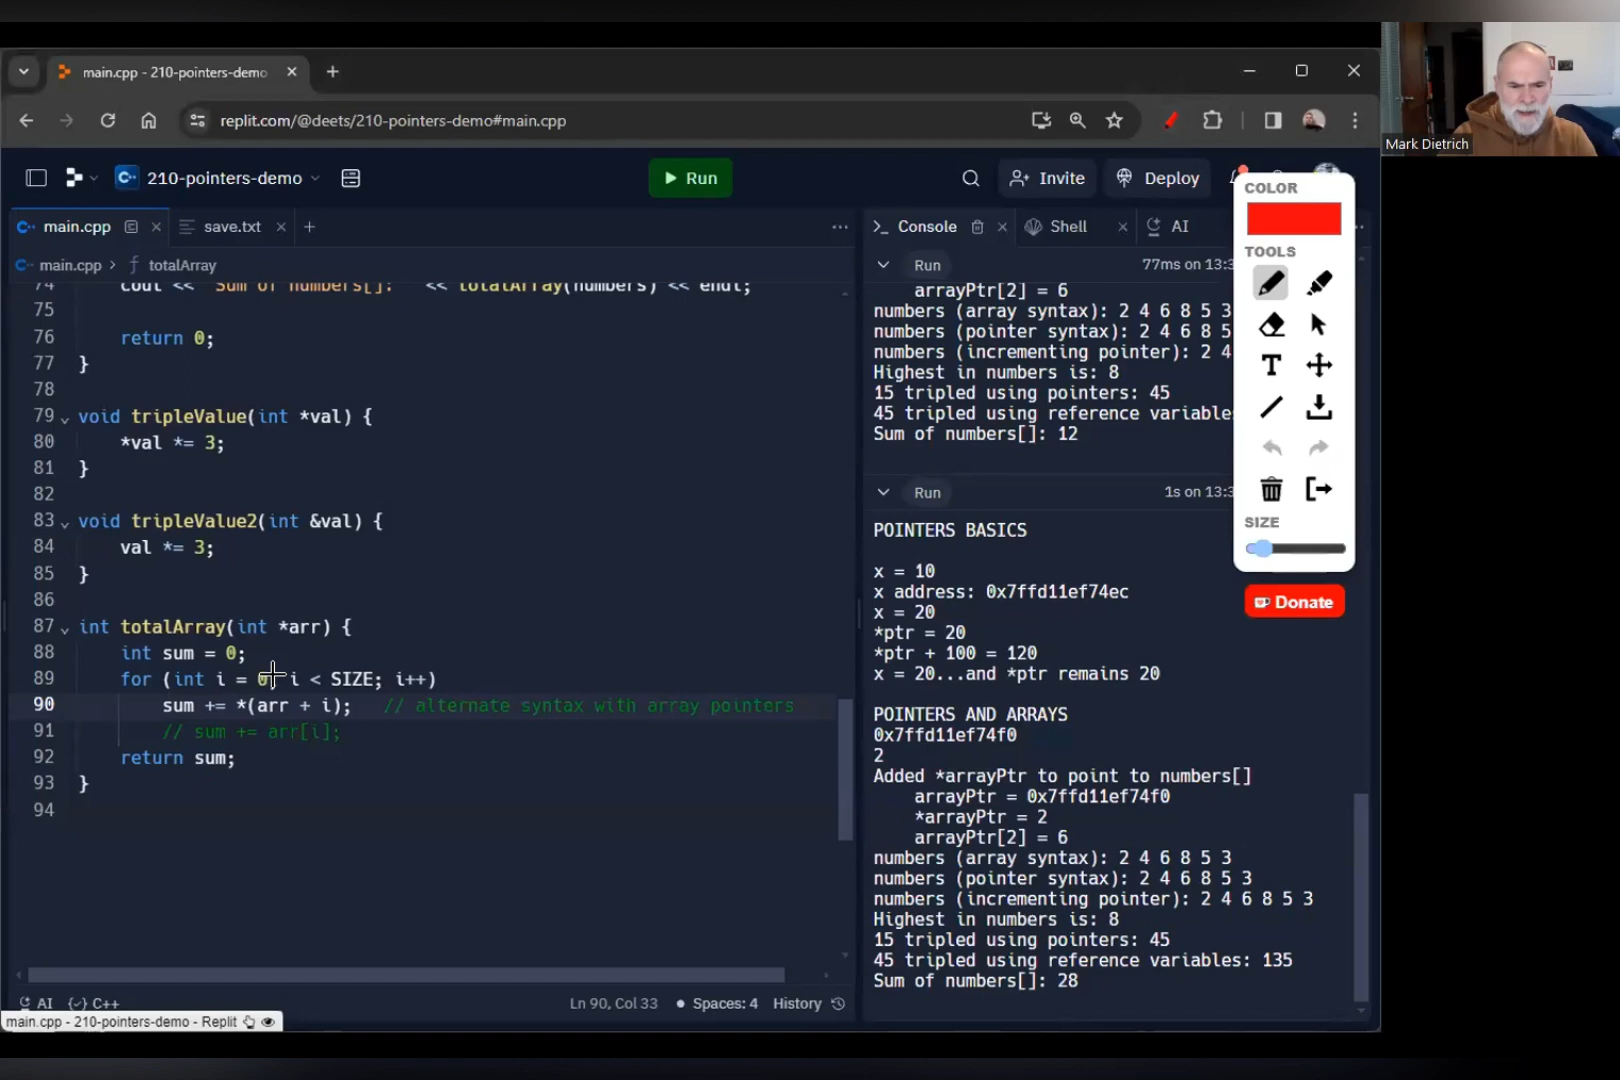 main.cpp - 210-pointers-demo
replit.com/@deets/210-pointers-demo#main.cpp
Mark Dietrich
210-pointers-demo
Run
Invite
Deploy
main.cpp
save.txt
Console
Shell
AI
main.cpp > totalArray
Run
77ms on 13:3
74 cout << "Sum of numbers[]: " << totalArray(numbers) << endl;
75
76 return 0;
77 }
78
79 void tripleValue(int *val) {
80 *val *= 3;
81 }
82
83 void tripleValue2(int &val) {
84 val *= 3;
85 }
86
87 int totalArray(int *arr) {
88 int sum = 0;
89 for (int i = 0; i < SIZE; i++)
90 sum += *(arr + i); // alternate syntax with array pointers
91 // sum += arr[i];
92 return sum;
93 }
94
arrayPtr[2] = 6
numbers (array syntax): 2 4 6 8 5 3
numbers (pointer syntax): 2 4 6 8 5
numbers (incrementing pointer): 2 4
Highest in numbers is: 8
15 tripled using pointers: 45
45 tripled using reference variables
Sum of numbers[]: 12
Run
1s on 13:3
POINTERS BASICS
x = 10
x address: 0x7ffd11ef74ec
x = 20
*ptr = 20
*ptr + 100 = 120
x = 20...and *ptr remains 20
POINTERS AND ARRAYS
0x7ffd11ef74f0
2
Added *arrayPtr to point to numbers[]
arrayPtr = 0x7ffd11ef74f0
*arrayPtr = 2
arrayPtr[2] = 6
numbers (array syntax): 2 4 6 8 5 3
numbers (pointer syntax): 2 4 6 8 5 3
numbers (incrementing pointer): 2 4 6 8 5 3
Highest in numbers is: 8
15 tripled using pointers: 45
45 tripled using reference variables: 135
Sum of numbers[]: 28
COLOR
TOOLS
T
SIZE
Donate
AI
C++
Ln 90, Col 33
Spaces: 4
History
main.cpp - 210-pointers-demo - Replit